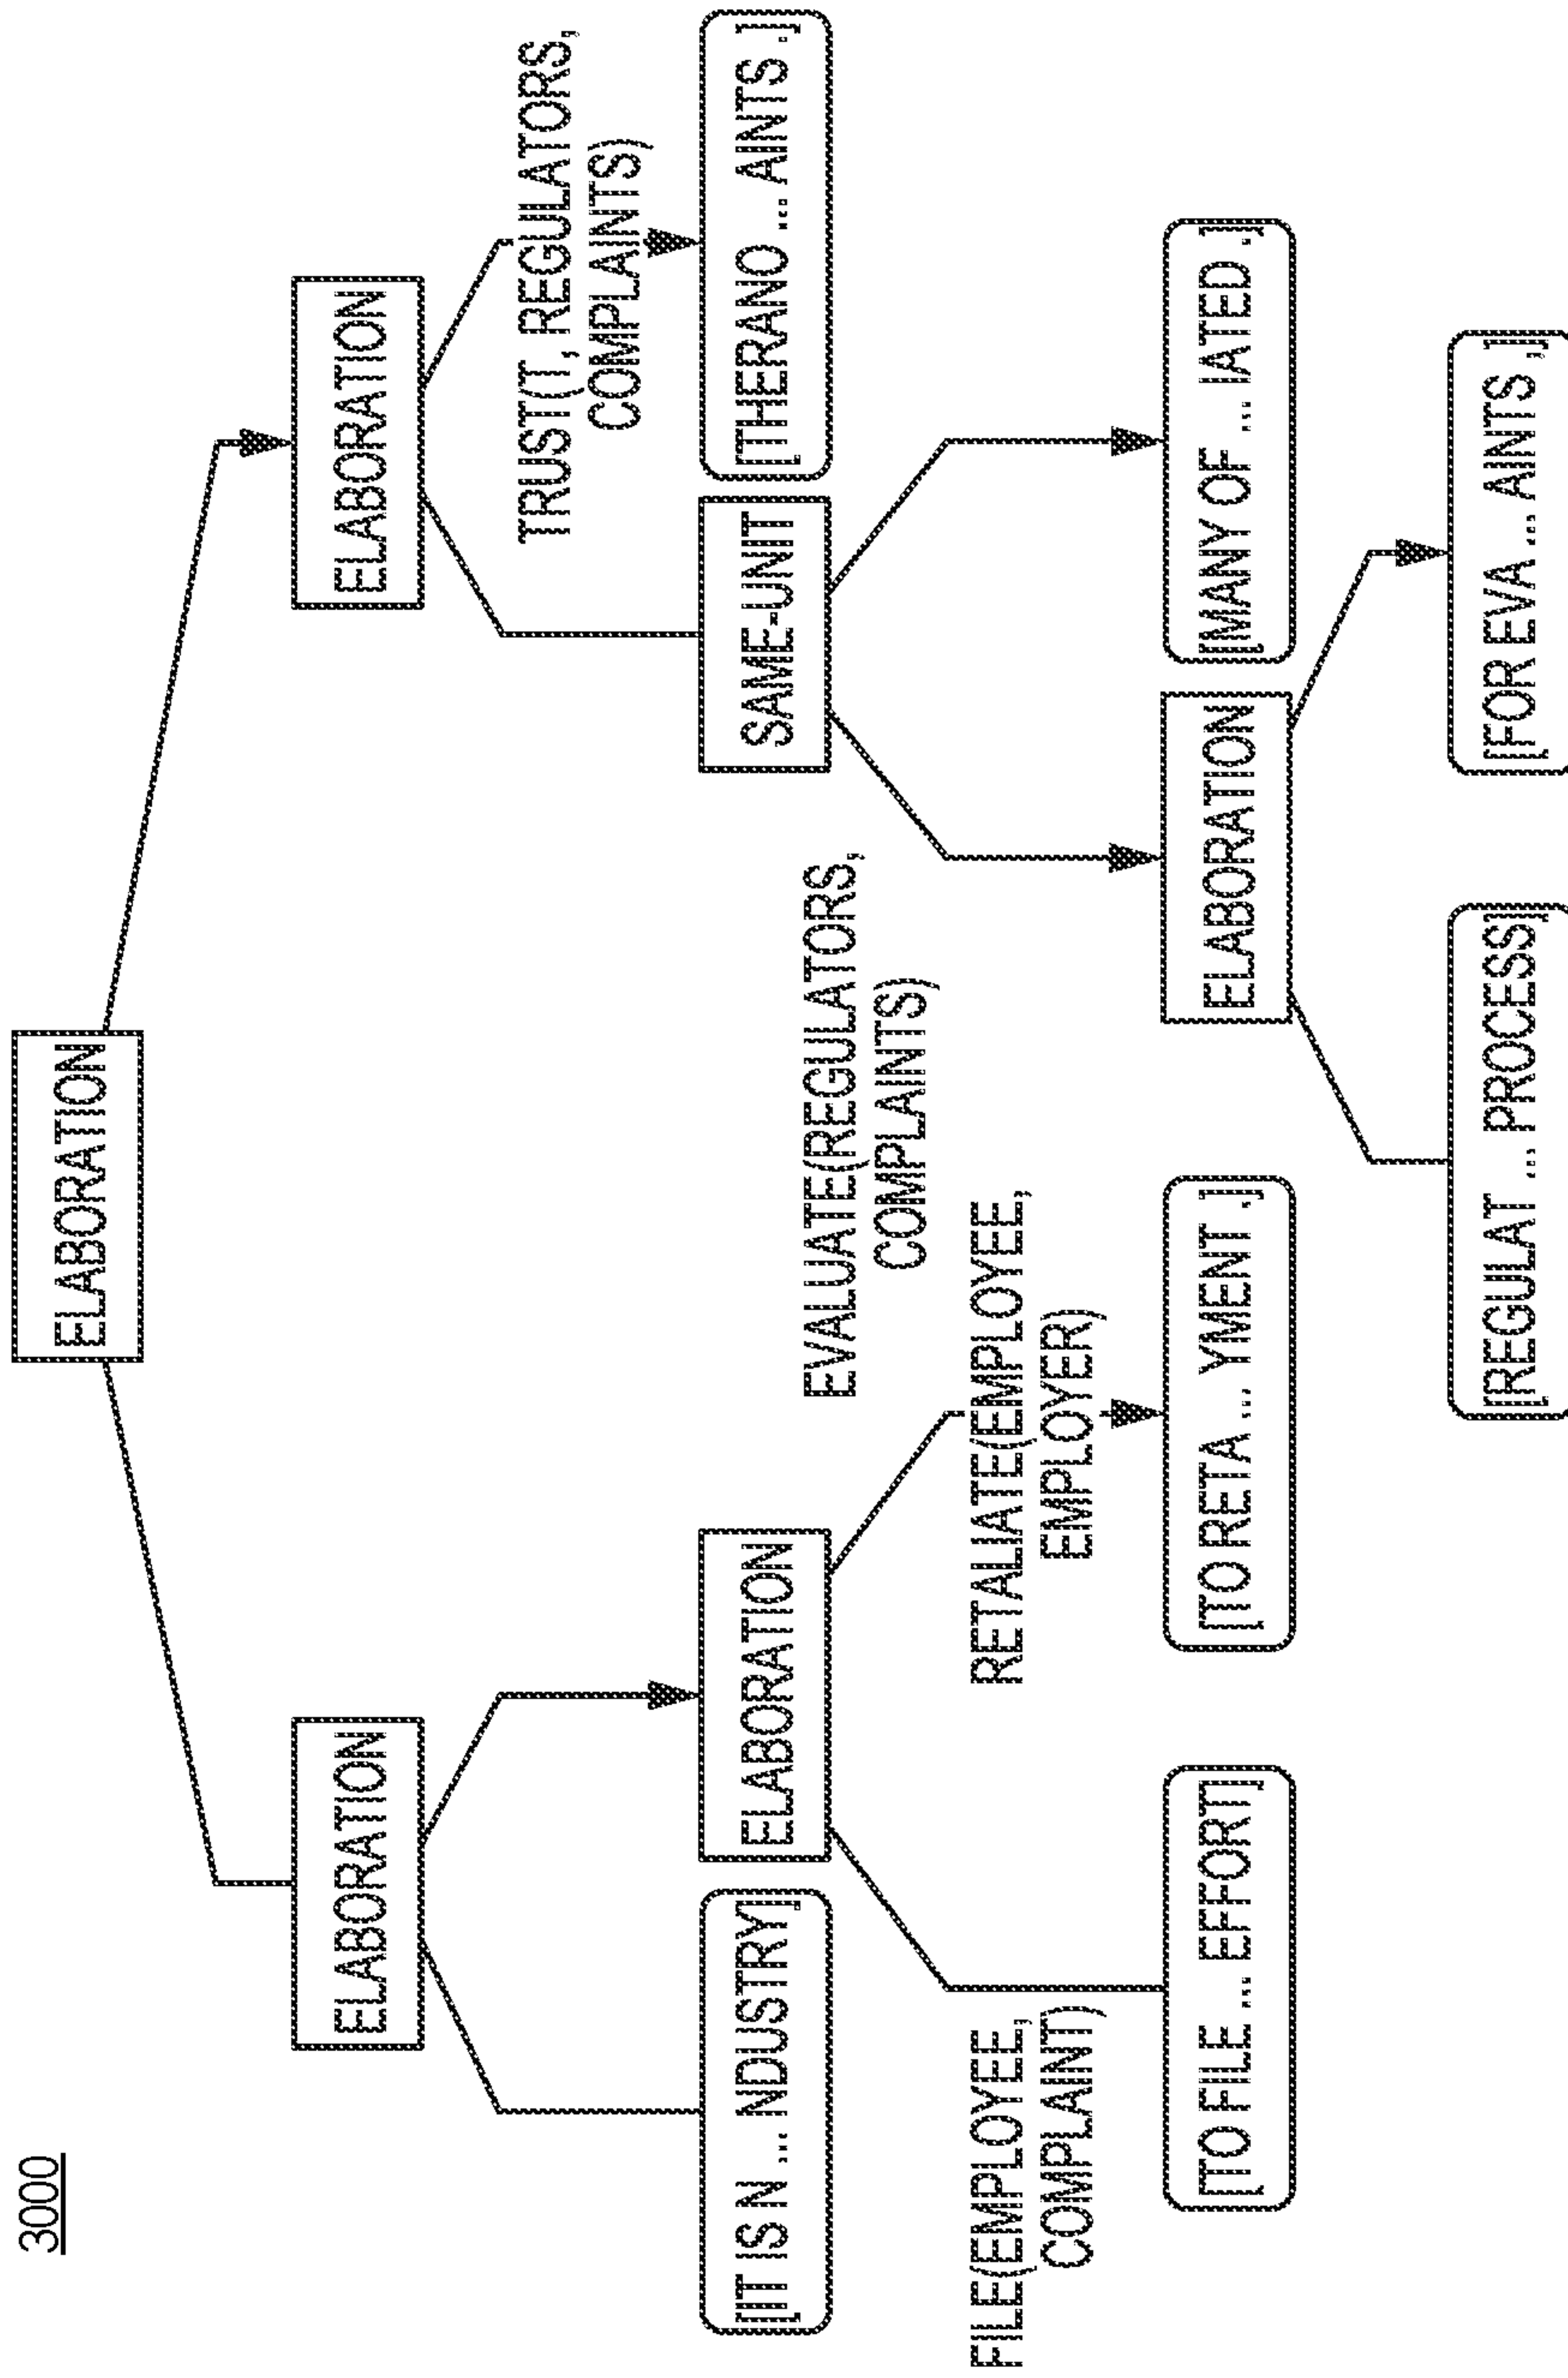 3000
ELABORATION
ELABORATION
ELABORATION
TRUST(T, REGULATORS,
COMPLAINTS)
[IT IS N ... NDUSTRY]
ELABORATION
SAME-UNIT
[THERANO ... AINTS .]
EVALUATE(REGULATORS,
COMPLAINTS)
FILE(EMPLOYEE,
COMPLAINT)
RETALIATE(EMPLOYEE,
EMPLOYER)
[TO FILE ... EFFORT]
[TO RETA ... YMENT ,]
ELABORATION
[MANY OF ... IATED .]
[REGULAT ... PROCESS]
[FOR EVA ... AINTS ,]